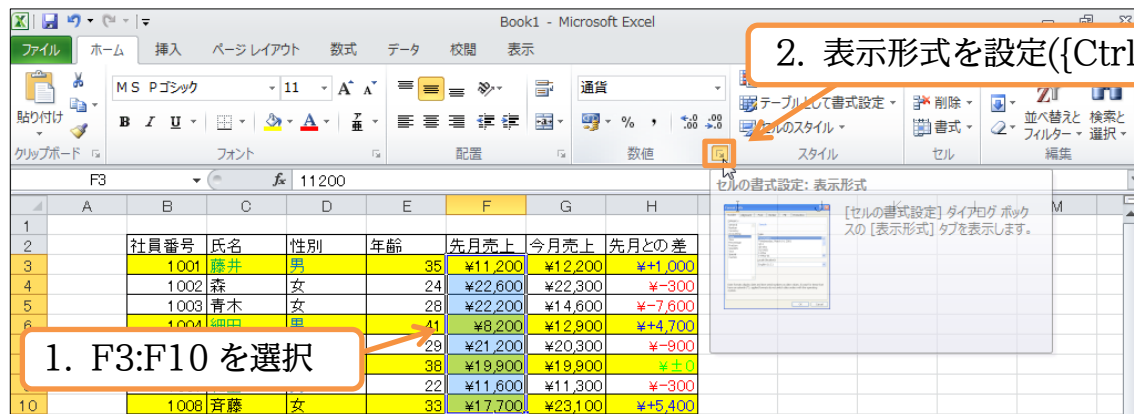 Book1 - Microsoft Excel
ファイル ホーム 挿入 ページ レイアウト 数式 データ 校閲 表示
2. 表示形式を設定({Ctrl
ＭＳ Ｐゴシック 11 通貨
貼り付け
B I U
テーブルとして書式設定
セルのスタイル
削除
書式
並べ替えと
フィルター
検索と
選択
クリップボード フォント 配置 数値 スタイル セル 編集
F3 fx 11200
セルの書式設定: 表示形式
[セルの書式設定] ダイアログ ボック
スの [表示形式] タブを表示します。
A B C D E F G H M
1
2 社員番号 氏名 性別 年齢 先月売上 今月売上 先月との差
3 1001 藤井 男 35 ¥11,200 ¥12,200 ¥+1,000
4 1002 森 女 24 ¥22,600 ¥22,300 ¥-300
5 1003 青木 女 28 ¥22,200 ¥14,600 ¥-7,600
6 1004 細田 男 41 ¥8,200 ¥12,900 ¥+4,700
29 ¥21,200 ¥20,300 ¥-900
38 ¥19,900 ¥19,900 ¥±0
22 ¥11,600 ¥11,300 ¥-300
10 1008 斉藤 女 33 ¥17,700 ¥23,100 ¥+5,400
1. F3:F10 を選択